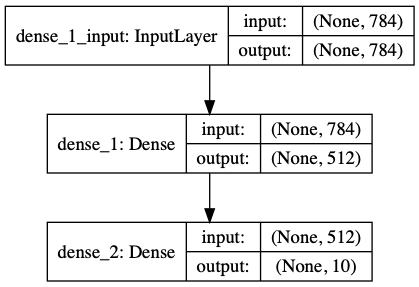 dense_1_input: InputLayer
input: (None, 784)
output: (None, 784)
dense_1: Dense
input: (None, 784)
output: (None, 512)
dense_2: Dense
input: (None, 512)
output: (None, 10)